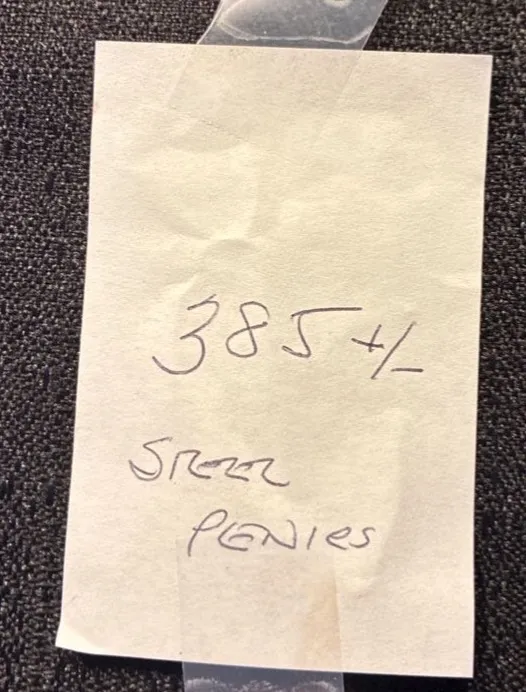 385 +/-
STEEL
PENIES